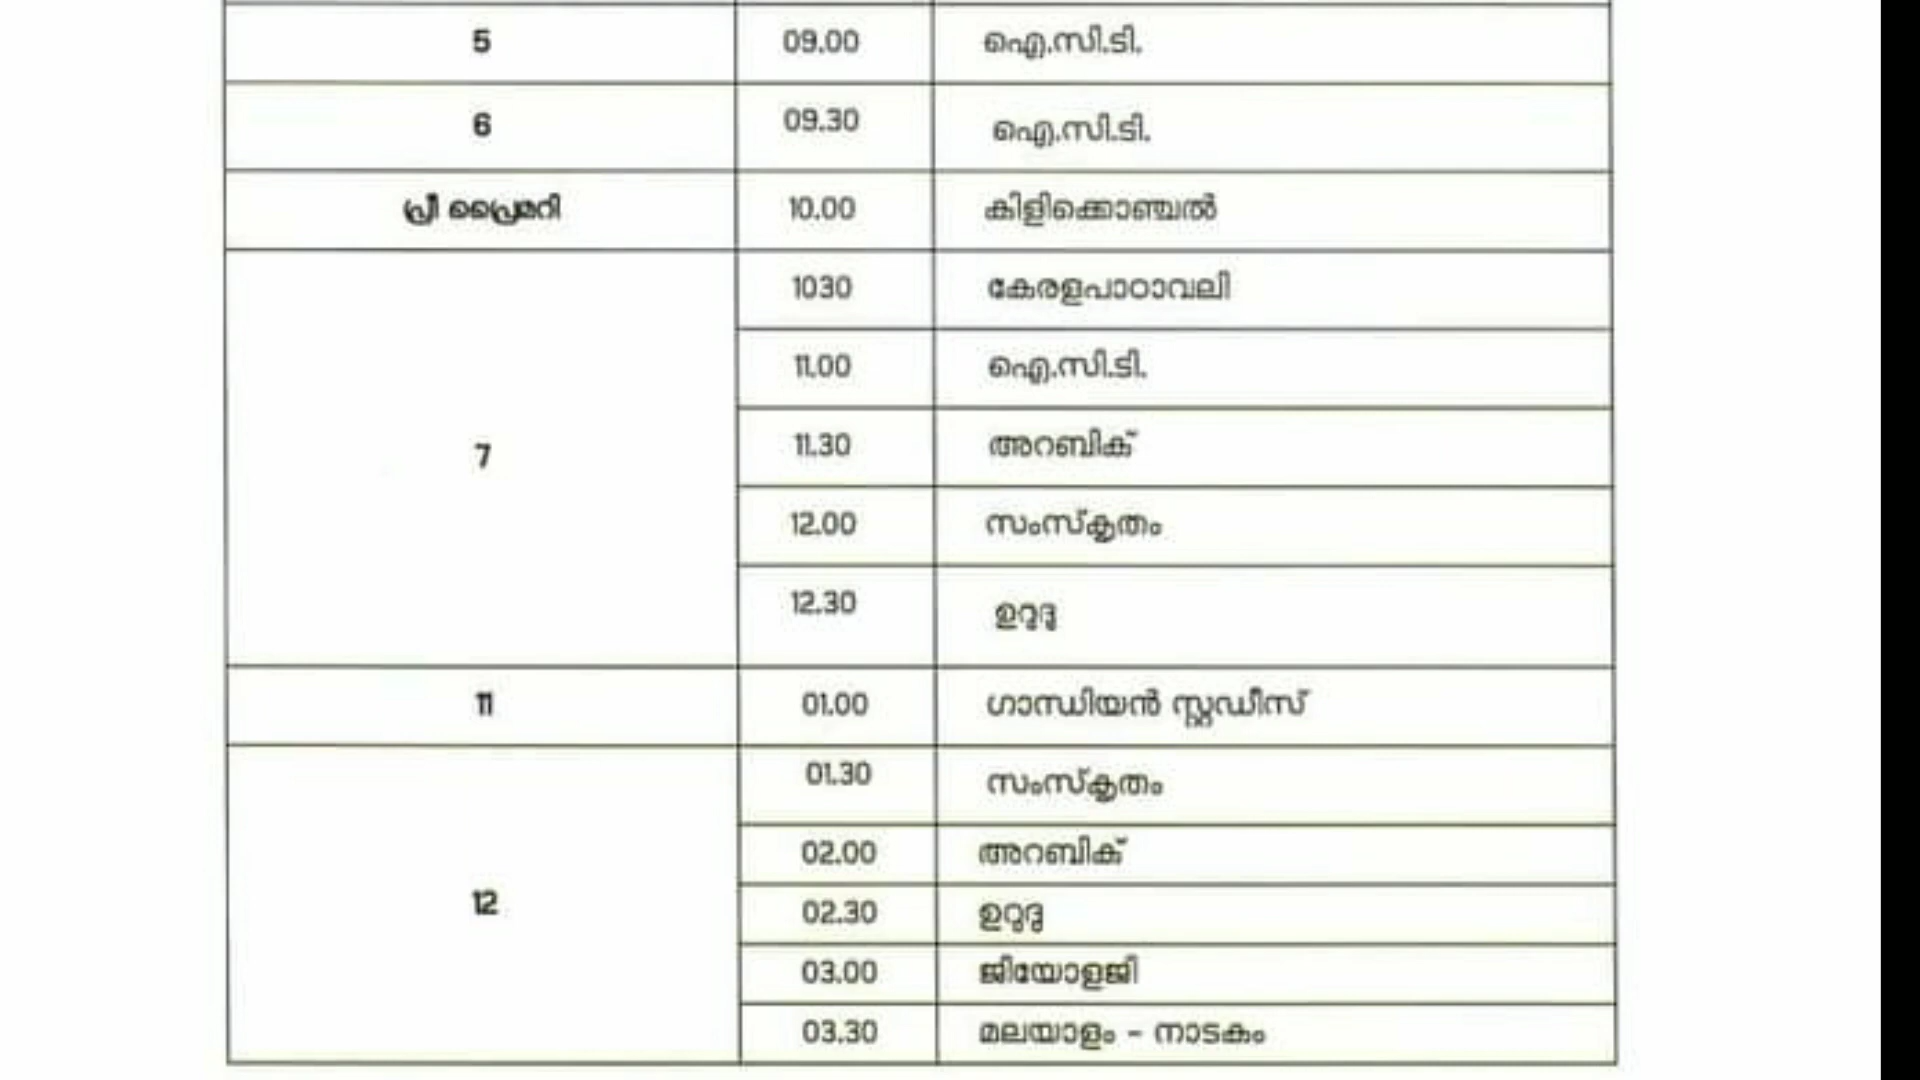 5 09.00 ഐ.സി.ടി.
6 09.30 ഐ.സി.ടി.
പ്രീ പ്രൈമറി 10.00 കിളിക്കൊഞ്ചൽ
1030 കേരളപാഠാവലി
11.00 ഐ.സി.ടി.
11.30 അറബിക്
7
12.00 സംസ്കൃതം
12.30 ഉറുദു
11 01.00 ഗാന്ധിയൻ സ്റ്റഡീസ്
01.30 സംസ്കൃതം
02.00 അറബിക്
12
02.30 ഉറുദു
03.00 ജിയോളജി
03.30 മലയാളം - നാടകം